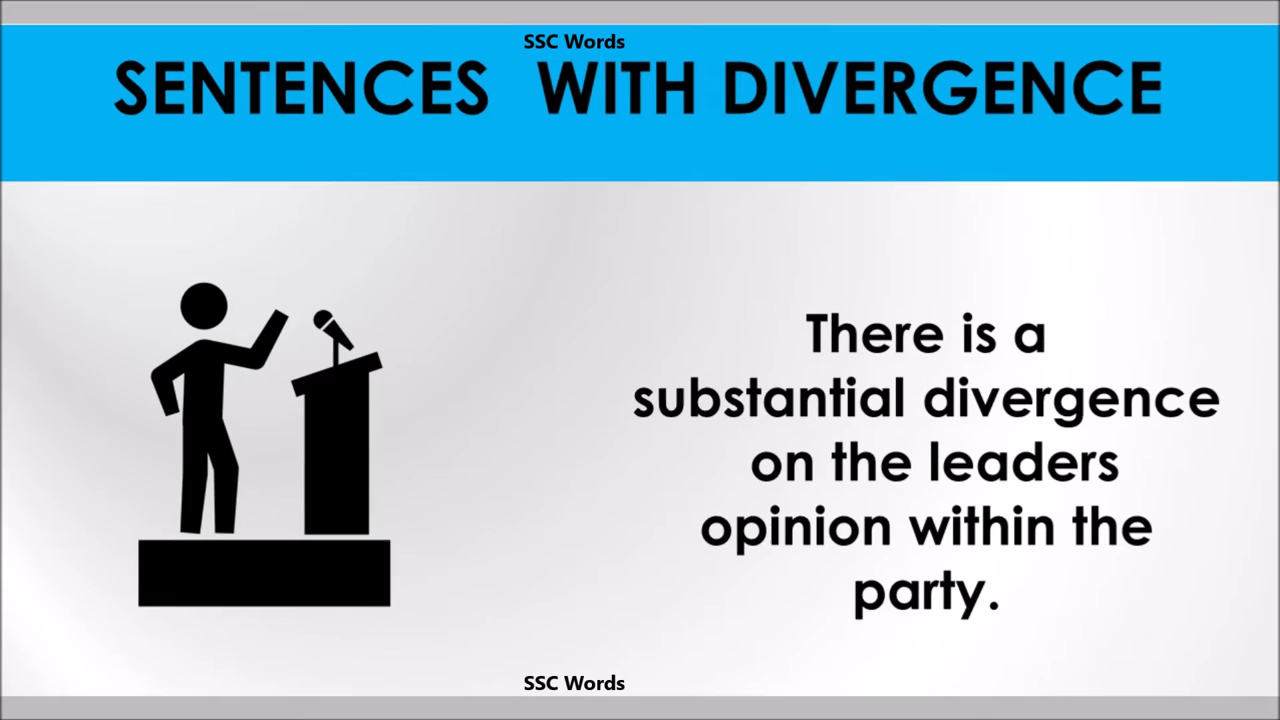 SSC Words
SENTENCES WITH DIVERGENCE
There is a
substantial divergence
on the leaders
opinion within the
party.
SSC Words